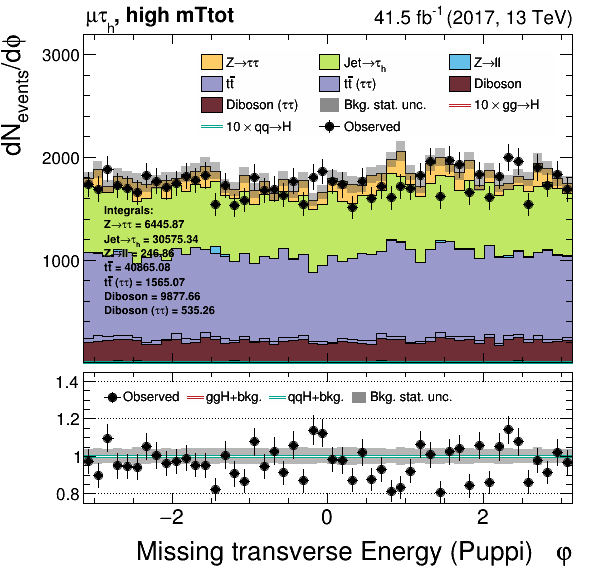 μτh, high mTtot
41.5 fb-1 (2017, 13 TeV)
dNevents/dφ
3000
2000
1000
Z→ττ
Jet→τh
Z→ll
tt̄
tt̄ (ττ)
Diboson
Diboson (ττ)
Bkg. stat. unc.
10 × gg→H
10 × qq→H
Observed
Integrals:
Z→ττ = 6445.87
Jet→τh = 30575.34
Z→ll = 246.86
tt̄ = 40865.08
tt̄ (ττ) = 1565.07
Diboson = 9877.66
Diboson (ττ) = 535.26
1.4
1.2
1
0.8
Observed
ggH+bkg.
qqH+bkg.
Bkg. stat. unc.
−2
0
2
Missing transverse Energy (Puppi) φ